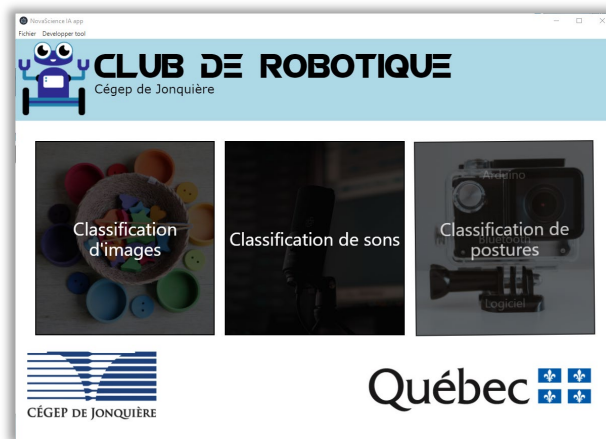 NovaScience IA app
Fichier Developper tool
CLUB DE ROBOTIQUE
Cégep de Jonquière
Classification
d'images
Classification de sons
Arduino
Classification de
Bluetooth
postures
Logiciel
CÉGEP DE JONQUIÈRE
Québec